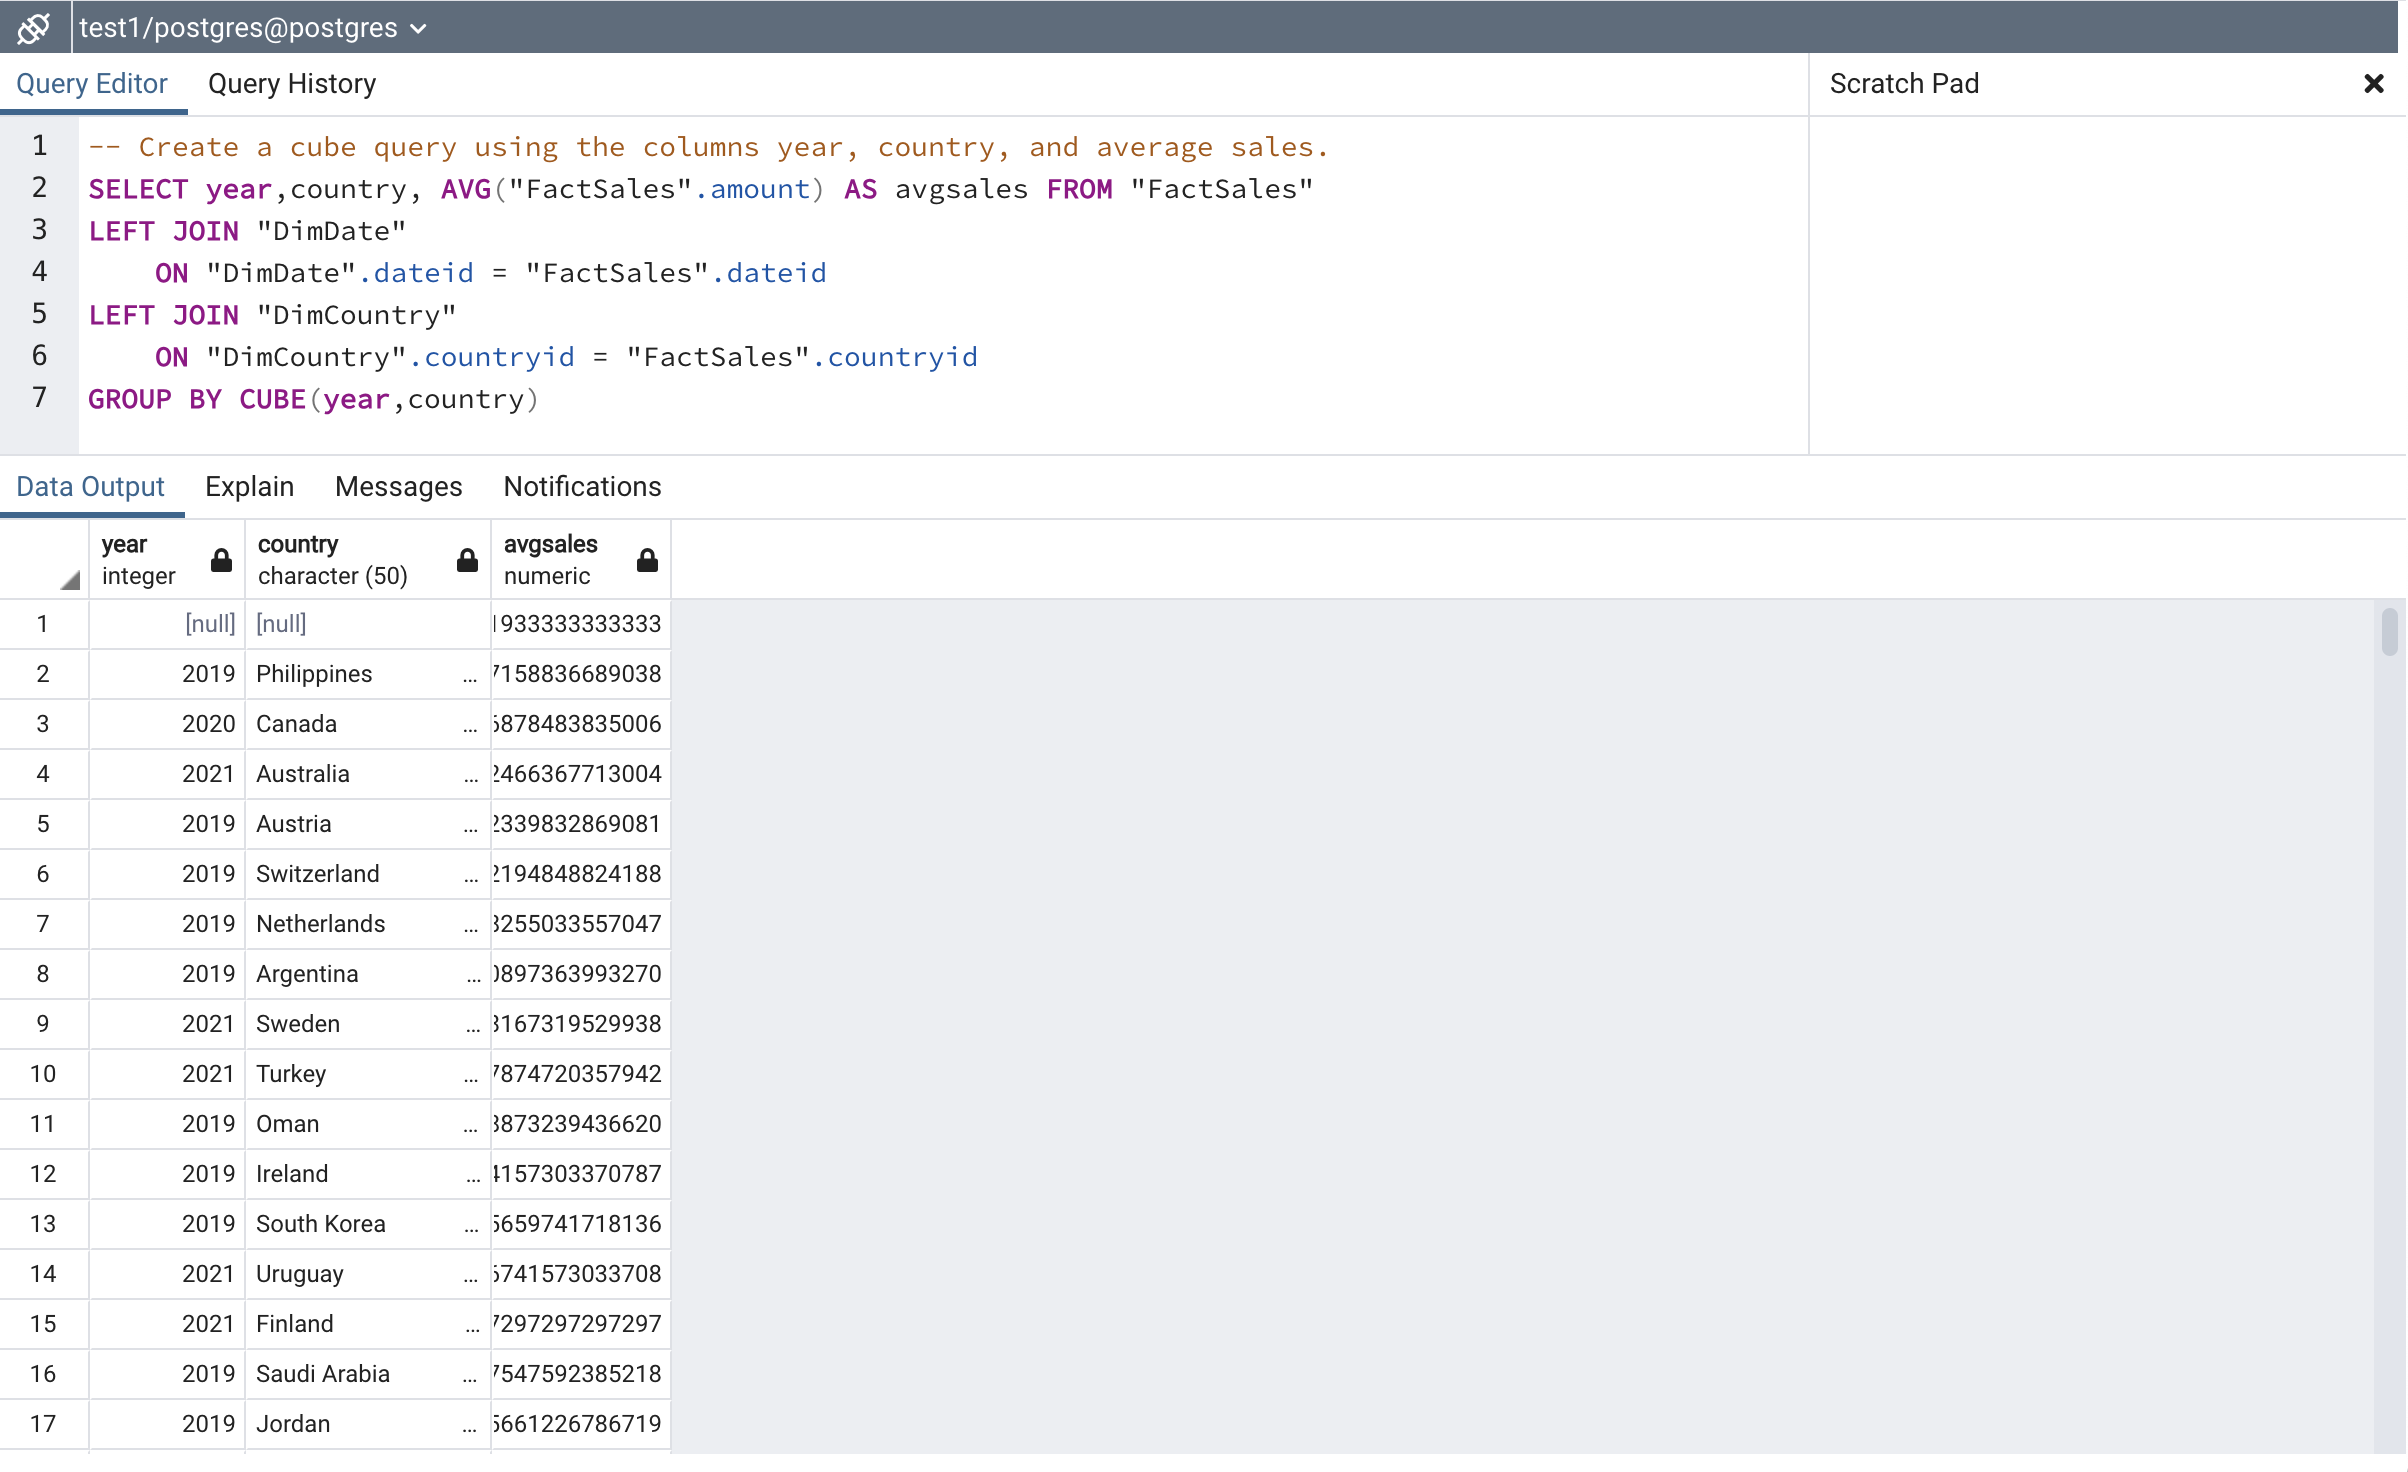 test1/postgres@postgres
Query Editor Query History Scratch Pad
1 -- Create a cube query using the columns year, country, and average sales.
2 SELECT year,country, AVG("FactSales".amount) AS avgsales FROM "FactSales"
3 LEFT JOIN "DimDate"
4 ON "DimDate".dateid = "FactSales".dateid
5 LEFT JOIN "DimCountry"
6 ON "DimCountry".countryid = "FactSales".countryid
7 GROUP BY CUBE(year,country)
Data Output Explain Messages Notifications
year country avgsales
integer character (50) numeric
1 [null] [null] 1933333333333
2 2019 Philippines ... 7158836689038
3 2020 Canada ... 6878483835006
4 2021 Australia ... 2466367713004
5 2019 Austria ... 2339832869081
6 2019 Switzerland ... 2194848824188
7 2019 Netherlands ... 3255033557047
8 2019 Argentina ... 0897363993270
9 2021 Sweden ... 3167319529938
10 2021 Turkey ... 7874720357942
11 2019 Oman ... 3873239436620
12 2019 Ireland ... 4157303370787
13 2019 South Korea ... 5659741718136
14 2021 Uruguay ... 6741573033708
15 2021 Finland ... 7297297297297
16 2019 Saudi Arabia ... 7547592385218
17 2019 Jordan ... 5661226786719